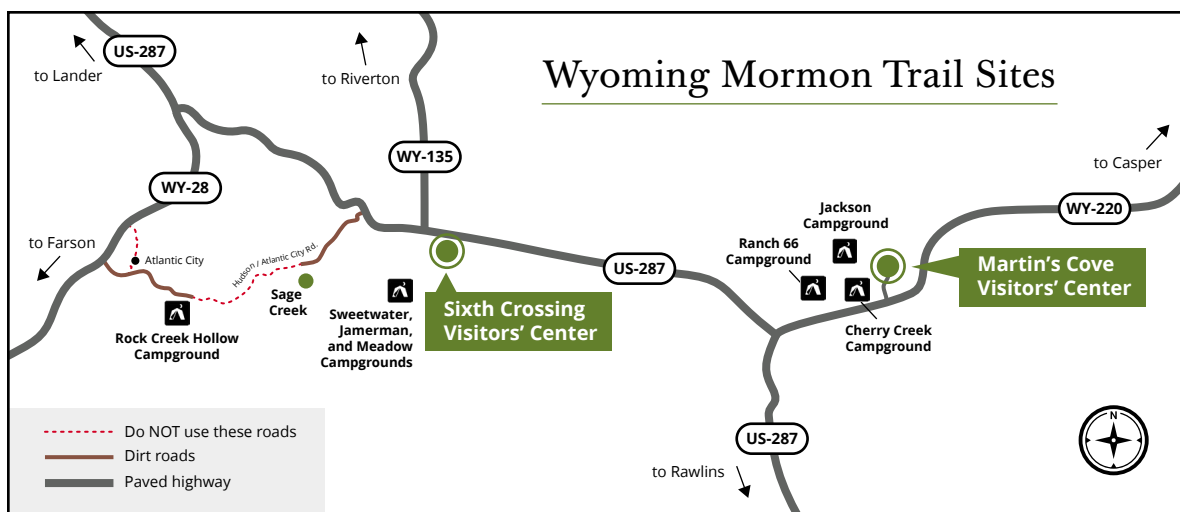 Wyoming Mormon Trail Sites
US-287
to Lander
to Riverton
WY-135
WY-28
to Casper
WY-220
to Farson
Atlantic City
Hudson / Atlantic City Rd.
Sage
Creek
Rock Creek Hollow
Campground
Sweetwater,
Jamerman,
and Meadow
Campgrounds
Sixth Crossing
Visitors’ Center
US-287
Jackson
Campground
Ranch 66
Campground
Cherry Creek
Campground
Martin’s Cove
Visitors’ Center
US-287
to Rawlins
Do NOT use these roads
Dirt roads
Paved highway
N